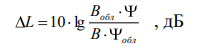 ΔL = 10 · lg (B_обл · Ψ) / (B · Ψ_обл) , дБ